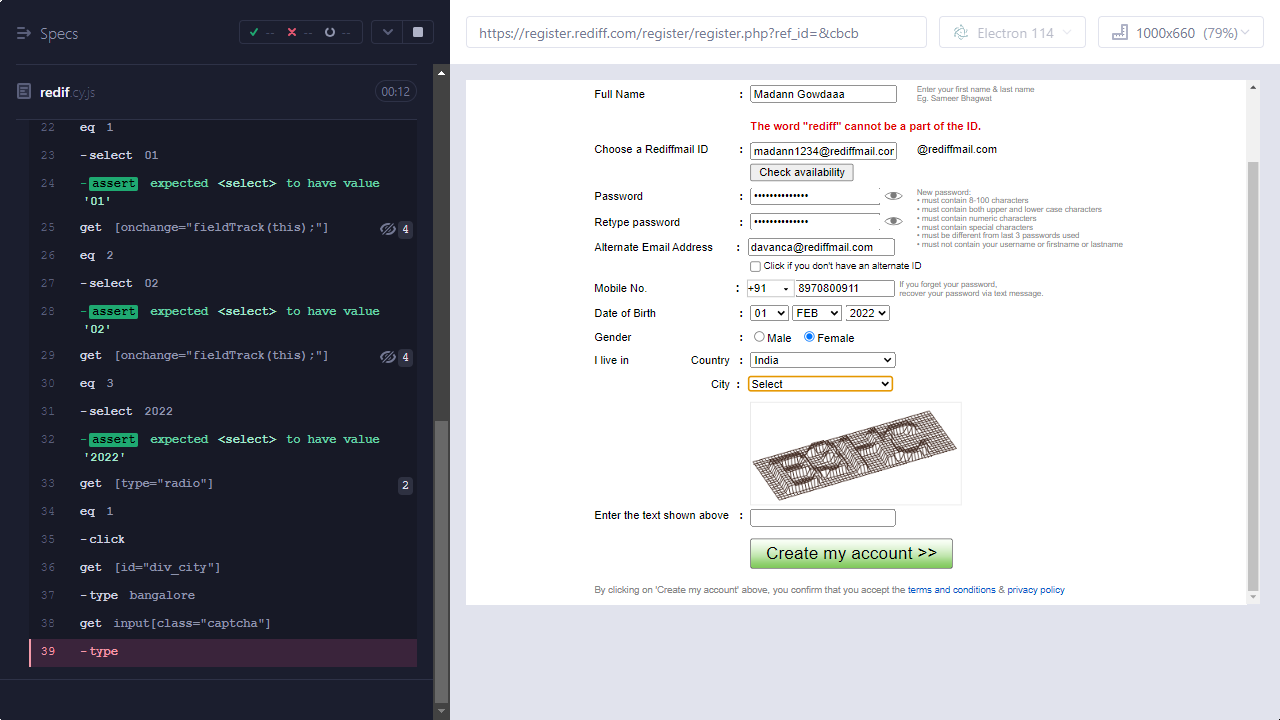 Specs
-- -- --
redif.cy.js 00:12
22 eq 1
23 -select 01
24 -assert expected <select> to have value '01'
25 get [onchange="fieldTrack(this);"] 4
26 eq 2
27 -select 02
28 -assert expected <select> to have value '02'
29 get [onchange="fieldTrack(this);"] 4
30 eq 3
31 -select 2022
32 -assert expected <select> to have value '2022'
33 get [type="radio"] 2
34 eq 1
35 -click
36 get [id="div_city"]
37 -type bangalore
38 get input[class="captcha"]
39 -type
https://register.rediff.com/register/register.php?ref_id=&cbcb
Electron 114
1000x660 (79%)
Full Name : Madann Gowdaaa
Enter your first name & last name
Eg. Sameer Bhagwat
The word "rediff" cannot be a part of the ID.
Choose a Rediffmail ID : madann1234@rediffmail.cor @rediffmail.com
Check availability
Password : ••••••••••••••
Retype password : ••••••••••••••
New password:
• must contain 8-100 characters
• must contain both upper and lower case characters
• must contain numeric characters
• must contain special characters
• must be different from last 3 passwords used
• must not contain your username or firstname or lastname
Alternate Email Address : davanca@rediffmail.com
Click if you don't have an alternate ID
Mobile No. : +91 8970800911
If you forget your password,
recover your password via text message.
Date of Birth : 01 FEB 2022
Gender : Male Female
I live in Country : India
City : Select
Enter the text shown above :
Create my account >>
By clicking on 'Create my account' above, you confirm that you accept the terms and conditions & privacy policy